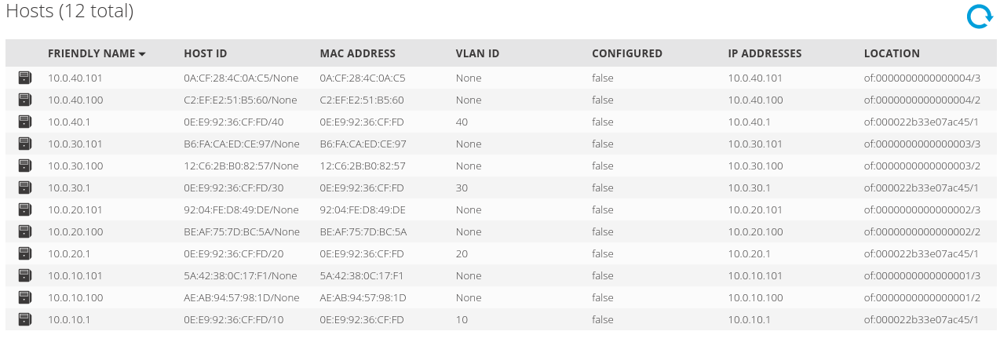 Hosts (12 total)
FRIENDLY NAME HOST ID MAC ADDRESS VLAN ID CONFIGURED IP ADDRESSES LOCATION
10.0.40.101 0A:CF:28:4C:0A:C5/None 0A:CF:28:4C:0A:C5 None false 10.0.40.101 of:0000000000000004/3
10.0.40.100 C2:EF:E2:51:B5:60/None C2:EF:E2:51:B5:60 None false 10.0.40.100 of:0000000000000004/2
10.0.40.1 0E:E9:92:36:CF:FD/40 0E:E9:92:36:CF:FD 40 false 10.0.40.1 of:000022b33e07ac45/1
10.0.30.101 B6:FA:CA:ED:CE:97/None B6:FA:CA:ED:CE:97 None false 10.0.30.101 of:0000000000000003/3
10.0.30.100 12:C6:2B:B0:82:57/None 12:C6:2B:B0:82:57 None false 10.0.30.100 of:0000000000000003/2
10.0.30.1 0E:E9:92:36:CF:FD/30 0E:E9:92:36:CF:FD 30 false 10.0.30.1 of:000022b33e07ac45/1
10.0.20.101 92:04:FE:D8:49:DE/None 92:04:FE:D8:49:DE None false 10.0.20.101 of:0000000000000002/3
10.0.20.100 BE:AF:75:7D:BC:5A/None BE:AF:75:7D:BC:5A None false 10.0.20.100 of:0000000000000002/2
10.0.20.1 0E:E9:92:36:CF:FD/20 0E:E9:92:36:CF:FD 20 false 10.0.20.1 of:000022b33e07ac45/1
10.0.10.101 5A:42:38:0C:17:F1/None 5A:42:38:0C:17:F1 None false 10.0.10.101 of:0000000000000001/3
10.0.10.100 AE:AB:94:57:98:1D/None AE:AB:94:57:98:1D None false 10.0.10.100 of:0000000000000001/2
10.0.10.1 0E:E9:92:36:CF:FD/10 0E:E9:92:36:CF:FD 10 false 10.0.10.1 of:000022b33e07ac45/1